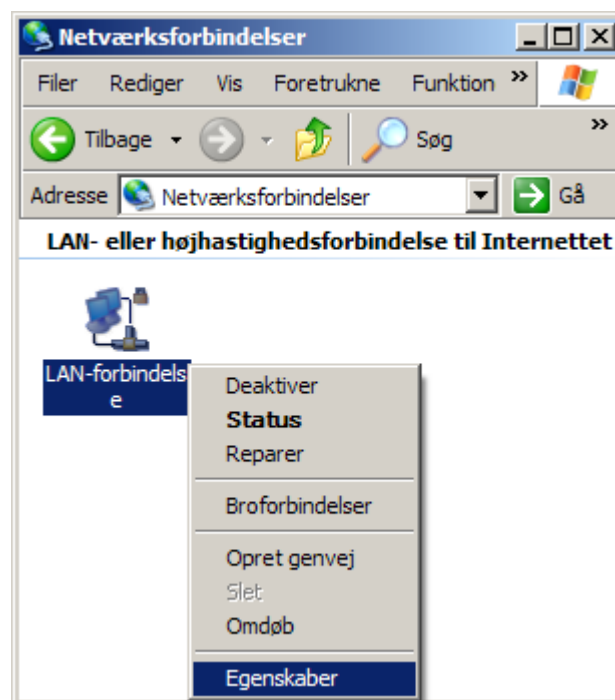 Netværksforbindelser
Filer Rediger Vis Foretrukne Funktion »
Tilbage Søg »
Adresse Netværksforbindelser Gå
LAN- eller højhastighedsforbindelse til Internettet
LAN-forbindels
e
Deaktiver
Status
Reparer
Broforbindelser
Opret genvej
Slet
Omdøb
Egenskaber